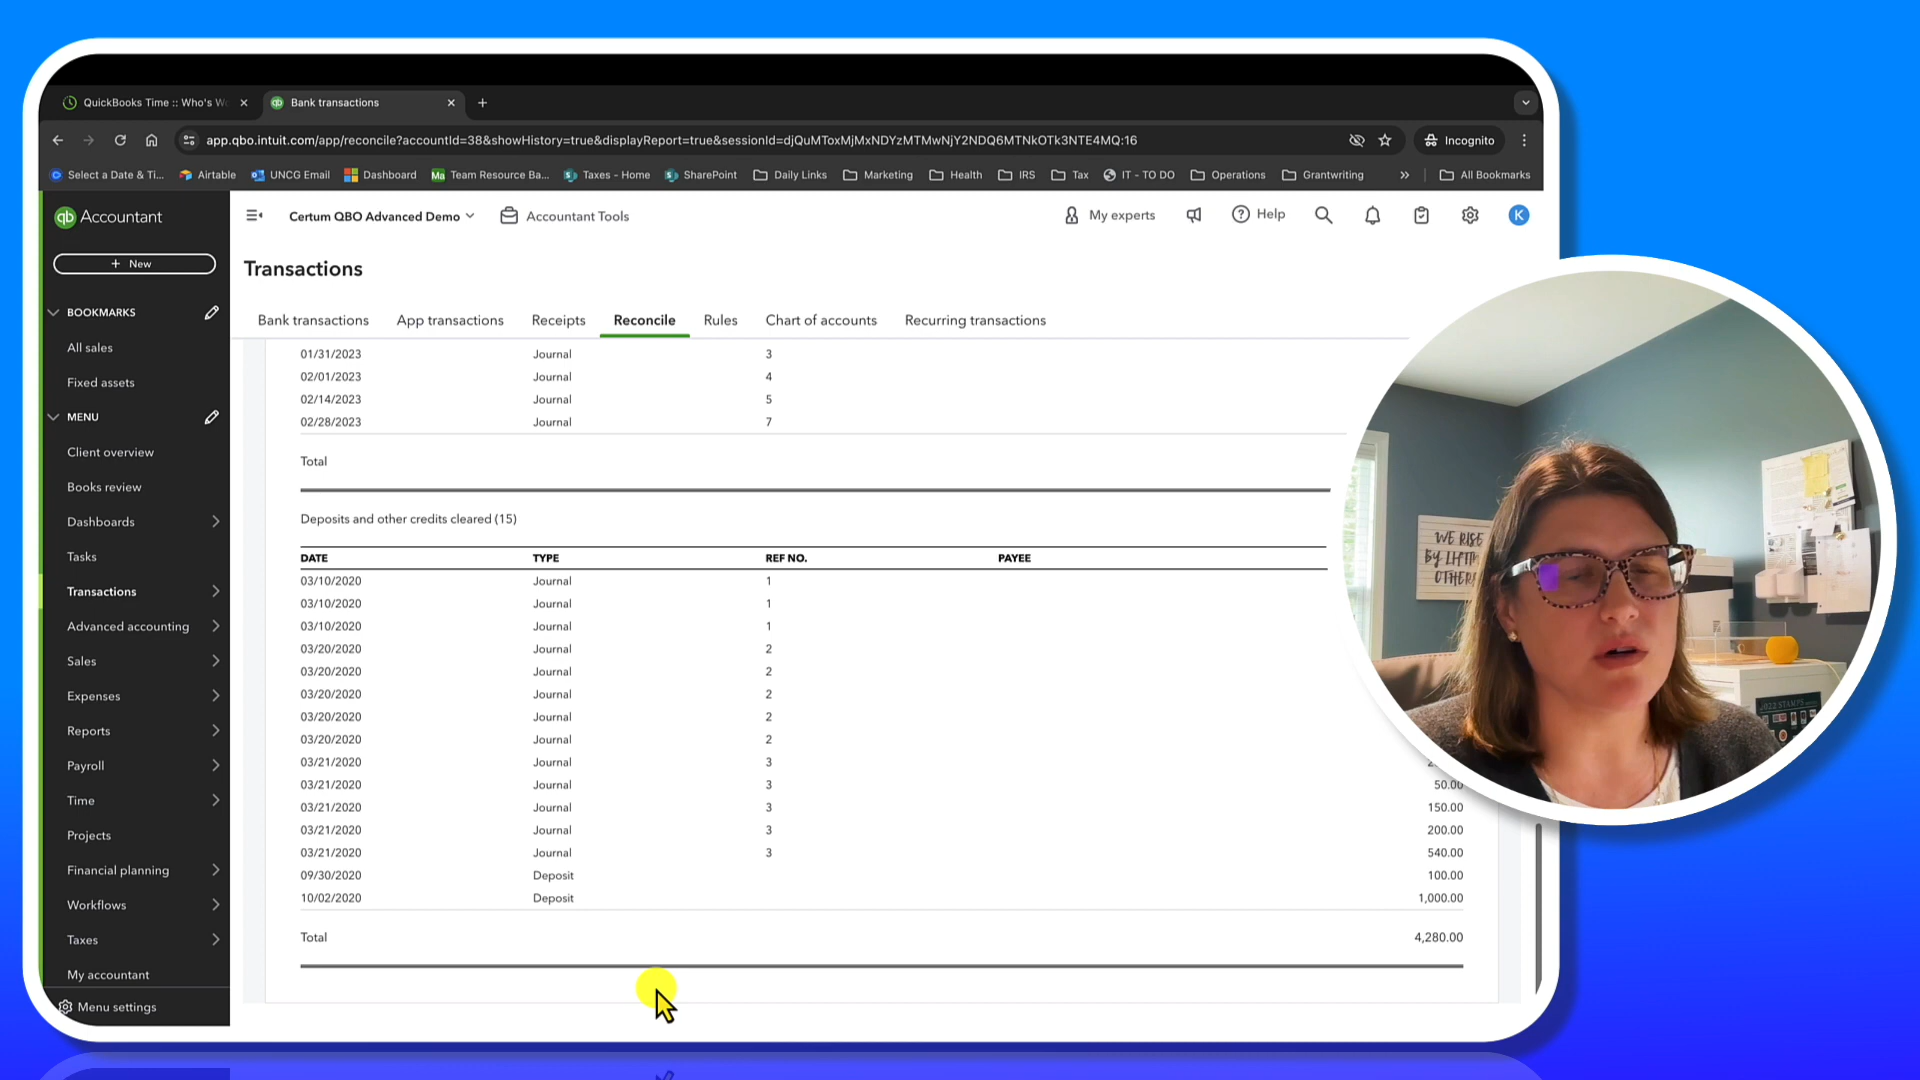 QuickBooks Time :: Who's Wo
Bank transactions
app.qbo.intuit.com/app/reconcile?accountId=38&showHistory=true&displayReport=true&sessionId=djQuMToxMjMxNDYzMTMwNjY2NDQ6MTNkOTk3NTE4MQ:16
Incognito
Select a Date & Ti...
Airtable
UNCG Email
Dashboard
Ma Team Resource Ba...
Taxes - Home
SharePoint
Daily Links
Marketing
Health
IRS
Tax
IT - TO DO
Operations
Grantwriting
All Bookmarks
qb Accountant
Certum QBO Advanced Demo
Accountant Tools
My experts
Help
K
+ New
Transactions
BOOKMARKS
All sales
Fixed assets
MENU
Client overview
Books review
Dashboards
Tasks
Transactions
Advanced accounting
Sales
Expenses
Reports
Payroll
Time
Projects
Financial planning
Workflows
Taxes
My accountant
Menu settings
Bank transactions App transactions Receipts Reconcile Rules Chart of accounts Recurring transactions
01/31/2023 Journal 3
02/01/2023 Journal 4
02/14/2023 Journal 5
02/28/2023 Journal 7
Total
Deposits and other credits cleared (15)
DATE TYPE REF NO. PAYEE
03/10/2020 Journal 1
03/10/2020 Journal 1
03/10/2020 Journal 1
03/20/2020 Journal 2
03/20/2020 Journal 2
03/20/2020 Journal 2
03/20/2020 Journal 2
03/20/2020 Journal 2
03/21/2020 Journal 3
03/21/2020 Journal 3 50.00
03/21/2020 Journal 3 150.00
03/21/2020 Journal 3 200.00
03/21/2020 Journal 3 540.00
09/30/2020 Deposit 100.00
10/02/2020 Deposit 1,000.00
Total 4,280.00
WE RISE
BY LIFTING
OTHERS
2022 STAMPS